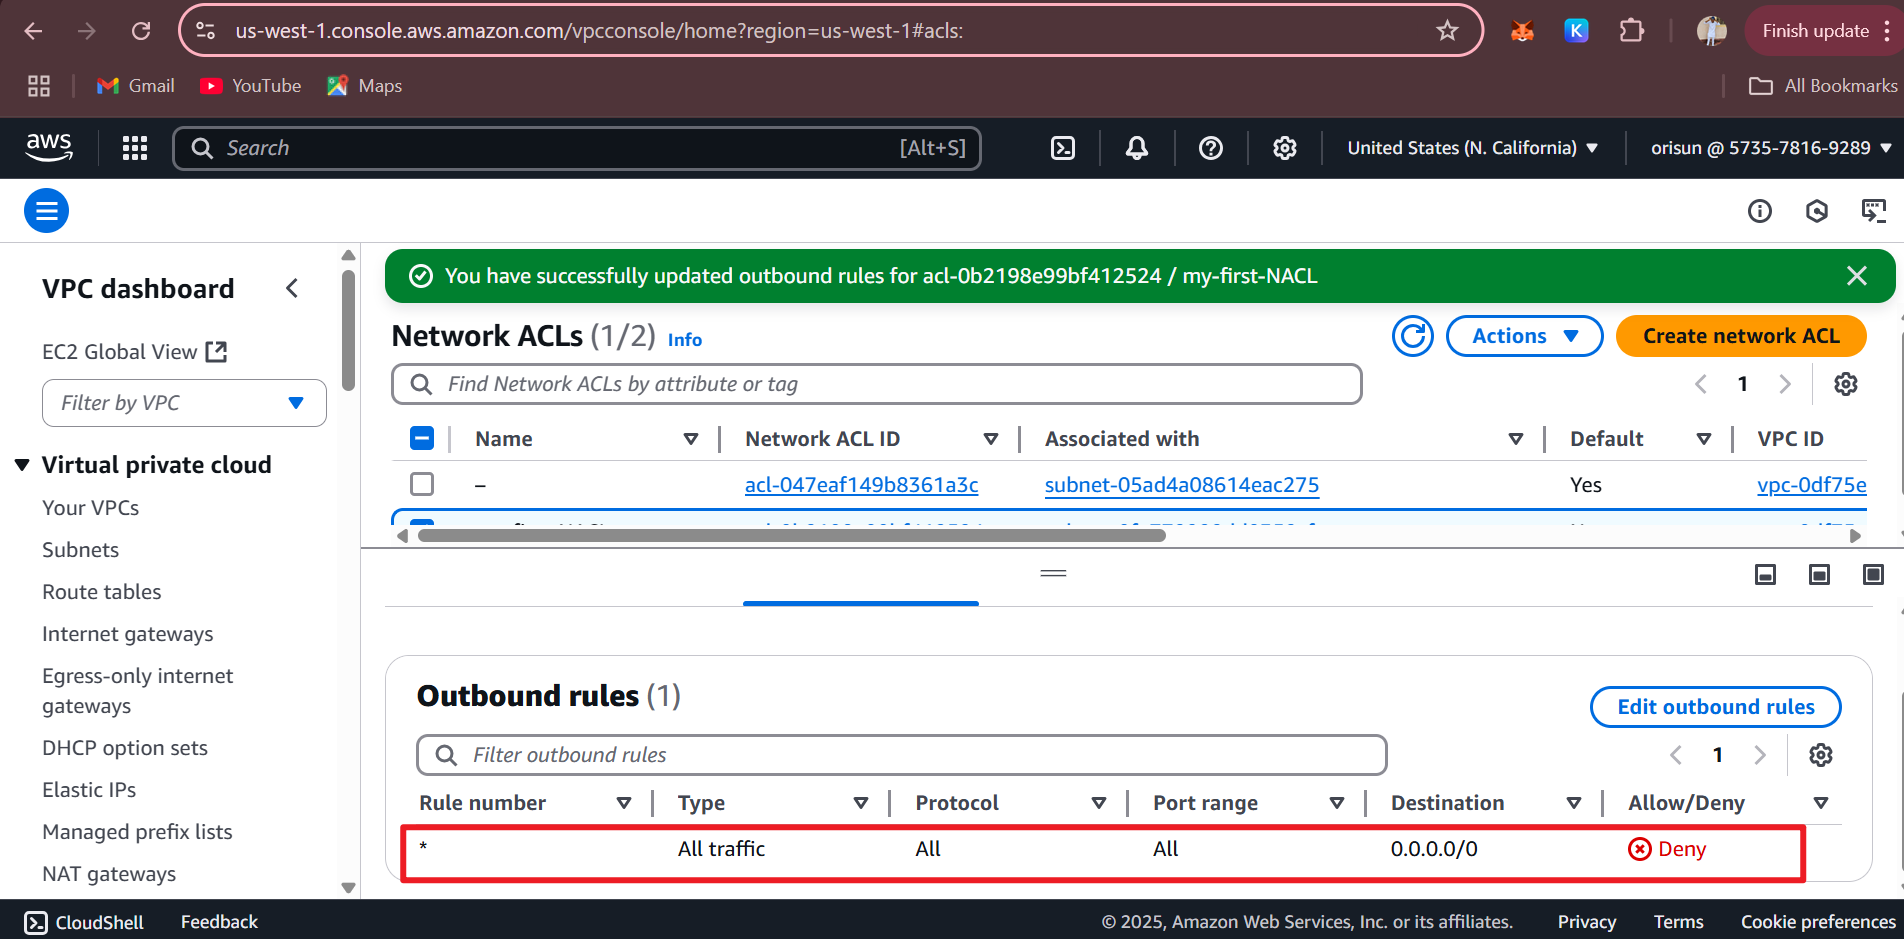 us-west-1.console.aws.amazon.com/vpcconsole/home?region=us-west-1#acls:
K
Finish update
Gmail
YouTube
Maps
All Bookmarks
aws
Search
[Alt+S]
United States (N. California)
orisun @ 5735-7816-9289
VPC dashboard
EC2 Global View
Filter by VPC
Virtual private cloud
Your VPCs
Subnets
Route tables
Internet gateways
Egress-only internet
gateways
DHCP option sets
Elastic IPs
Managed prefix lists
NAT gateways
You have successfully updated outbound rules for acl-0b2198e99bf412524 / my-first-NACL
Network ACLs (1/2) Info
Actions
Create network ACL
Find Network ACLs by attribute or tag
1
Name Network ACL ID Associated with Default VPC ID
– acl-047eaf149b8361a3c subnet-05ad4a08614eac275 Yes vpc-0df75e
Outbound rules (1)
Edit outbound rules
Filter outbound rules
1
Rule number Type Protocol Port range Destination Allow/Deny
* All traffic All All 0.0.0.0/0 Deny
CloudShell Feedback © 2025, Amazon Web Services, Inc. or its affiliates. Privacy Terms Cookie preferences